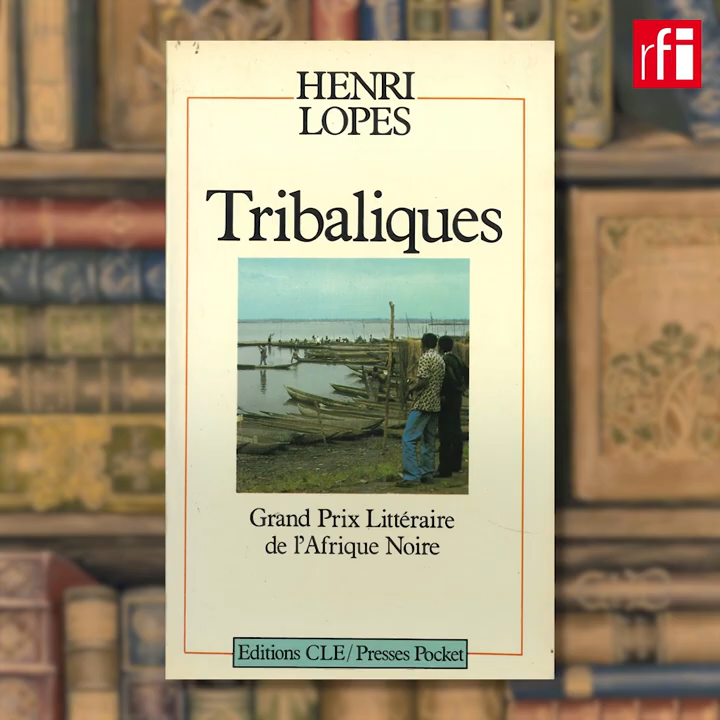 rfi
HENRI
LOPES
Tribaliques
Grand Prix Littéraire
de l'Afrique Noire
Editions CLE/Presses Pocket